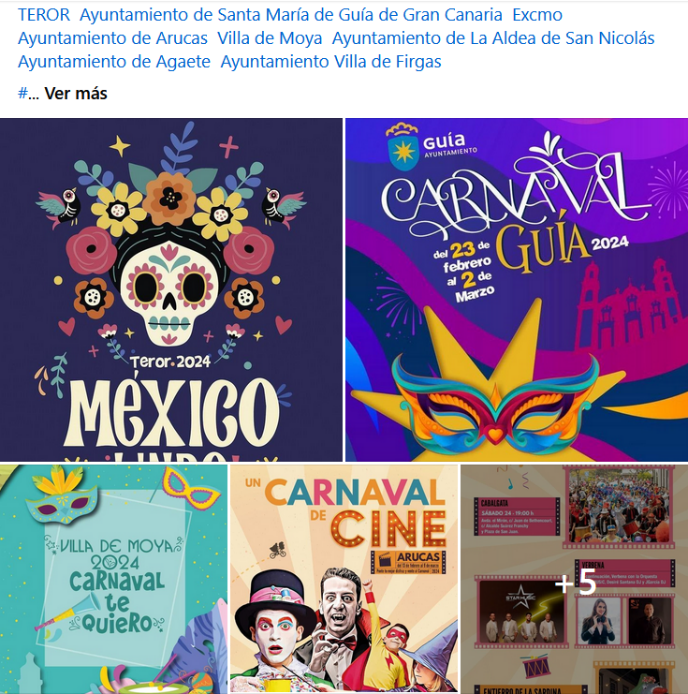 TEROR Ayuntamiento de Santa María de Guía de Gran Canaria Excmo
Ayuntamiento de Arucas Villa de Moya Ayuntamiento de La Aldea de San Nicolás
Ayuntamiento de Agaete Ayuntamiento Villa de Firgas
#... Ver más
Teror • 2024
MÉXICO
LINDO
Guía
AYUNTAMIENTO
CARNAVAL
GUÍA 2024
del 23 de
febrero
al 2 de
Marzo
VILLA DE MOYA
2024
CARNAVAL
te
QUIERO
UN CARNAVAL
DE CINE
ARUCAS
CABALGATA
SÁBADO 24 - 19:00 h
VERBENA
+5
STAR MUSIC
ENTIERRO DE LA SARDINA